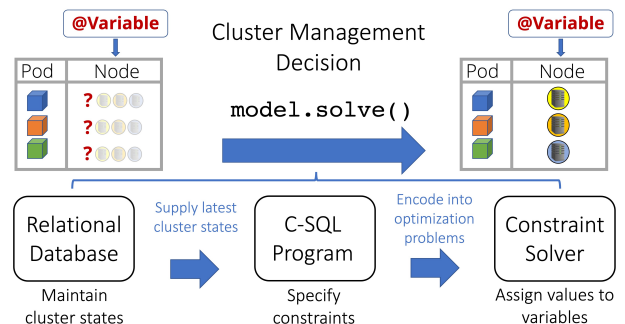 @Variable
Cluster Management
Decision
@Variable
Pod Node
?
?
?
model.solve()
Pod Node
Relational
Database
Supply latest
cluster states
C-SQL
Program
Encode into
optimization
problems
Constraint
Solver
Maintain
cluster states
Specify
constraints
Assign values to
variables